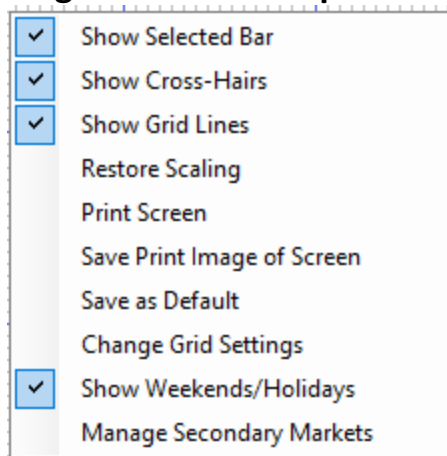 Show Selected Bar
Show Cross-Hairs
Show Grid Lines
Restore Scaling
Print Screen
Save Print Image of Screen
Save as Default
Change Grid Settings
Show Weekends/Holidays
Manage Secondary Markets